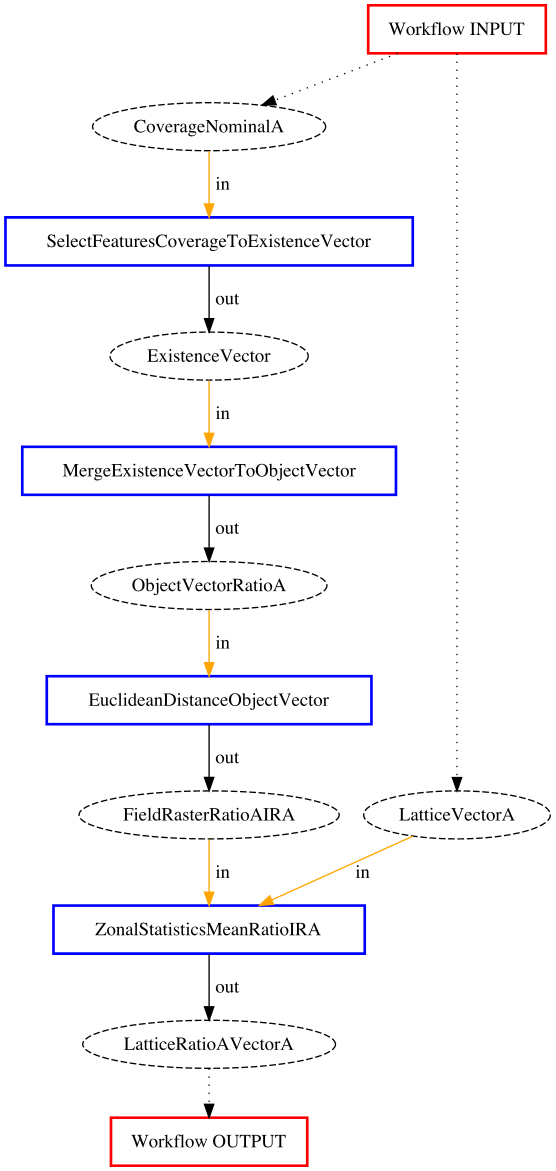 Workflow INPUT
CoverageNominalA
in
SelectFeaturesCoverageToExistenceVector
out
ExistenceVector
in
MergeExistenceVectorToObjectVector
out
ObjectVectorRatioA
in
EuclideanDistanceObjectVector
out
FieldRasterRatioAIRA
LatticeVectorA
in
in
ZonalStatisticsMeanRatioIRA
out
LatticeRatioAVectorA
Workflow OUTPUT